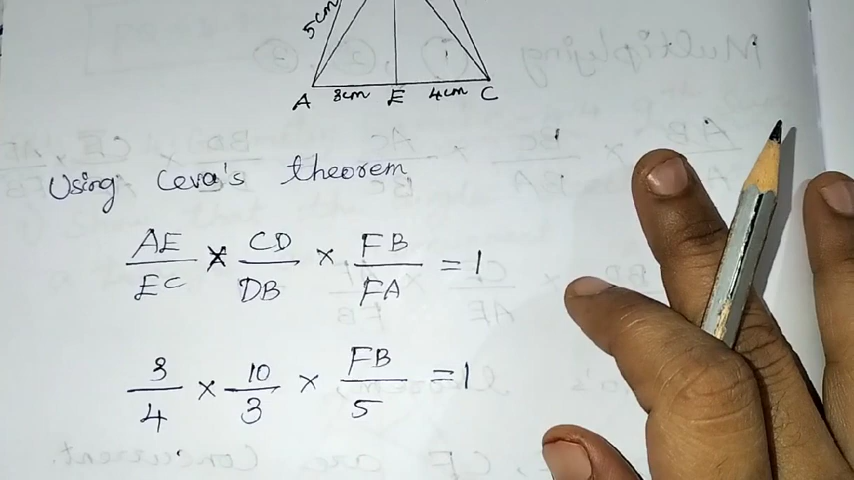 5cm
A 3cm E 4cm C
Using Ceva's theorem
AE/EC × CD/DB × FB/FA = 1
3/4 × 10/3 × FB/5 = 1